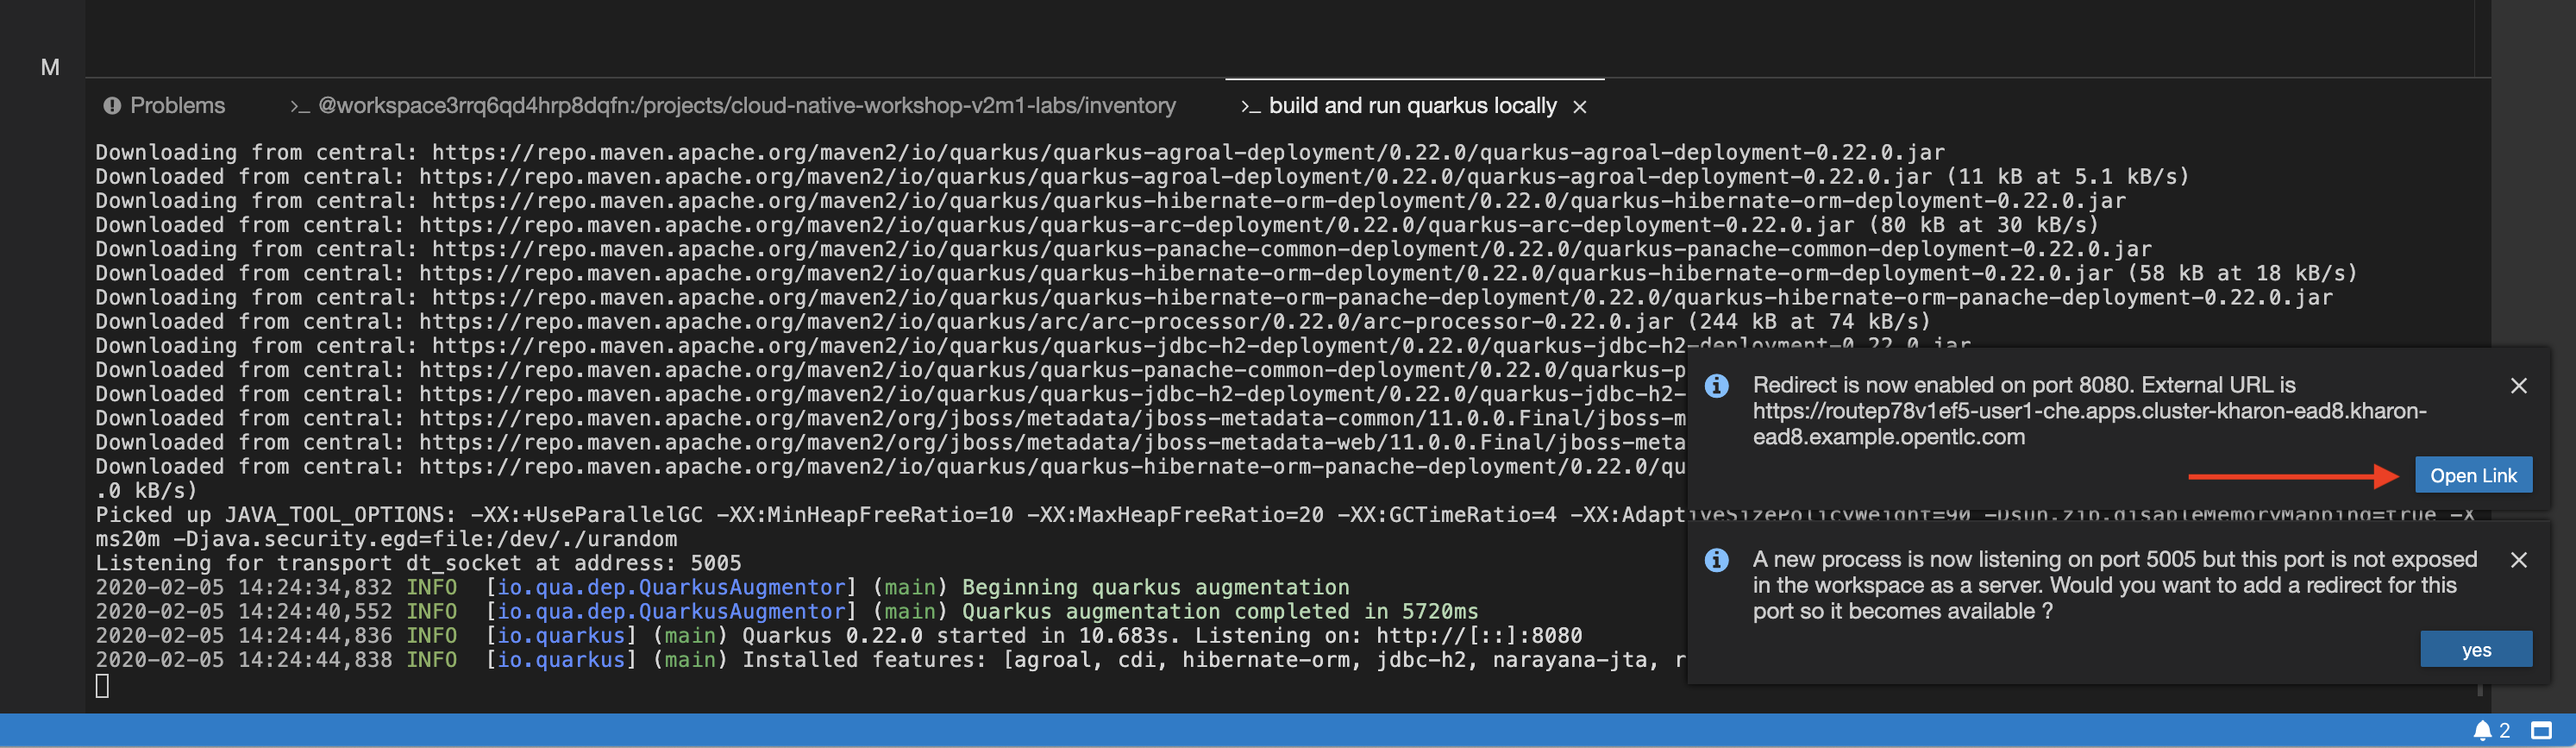 M
Problems >_ @workspace3rrq6qd4hrp8dqfn:/projects/cloud-native-workshop-v2m1-labs/inventory >_ build and run quarkus locally ×
Downloading from central: https://repo.maven.apache.org/maven2/io/quarkus/quarkus-agroal-deployment/0.22.0/quarkus-agroal-deployment-0.22.0.jar
Downloaded from central: https://repo.maven.apache.org/maven2/io/quarkus/quarkus-agroal-deployment/0.22.0/quarkus-agroal-deployment-0.22.0.jar (11 kB at 5.1 kB/s)
Downloading from central: https://repo.maven.apache.org/maven2/io/quarkus/quarkus-hibernate-orm-deployment/0.22.0/quarkus-hibernate-orm-deployment-0.22.0.jar
Downloaded from central: https://repo.maven.apache.org/maven2/io/quarkus/quarkus-arc-deployment/0.22.0/quarkus-arc-deployment-0.22.0.jar (80 kB at 30 kB/s)
Downloading from central: https://repo.maven.apache.org/maven2/io/quarkus/quarkus-panache-common-deployment/0.22.0/quarkus-panache-common-deployment-0.22.0.jar
Downloaded from central: https://repo.maven.apache.org/maven2/io/quarkus/quarkus-hibernate-orm-deployment/0.22.0/quarkus-hibernate-orm-deployment-0.22.0.jar (58 kB at 18 kB/s)
Downloading from central: https://repo.maven.apache.org/maven2/io/quarkus/quarkus-hibernate-orm-panache-deployment/0.22.0/quarkus-hibernate-orm-panache-deployment-0.22.0.jar
Downloaded from central: https://repo.maven.apache.org/maven2/io/quarkus/arc/arc-processor/0.22.0/arc-processor-0.22.0.jar (244 kB at 74 kB/s)
Downloading from central: https://repo.maven.apache.org/maven2/io/quarkus/quarkus-jdbc-h2-deployment/0.22.0/quarkus-jdbc-h2-deployment-0.22.0.jar
Downloaded from central: https://repo.maven.apache.org/maven2/io/quarkus/quarkus-panache-common-deployment/0.22.0/quarkus-p
Downloaded from central: https://repo.maven.apache.org/maven2/io/quarkus/quarkus-jdbc-h2-deployment/0.22.0/quarkus-jdbc-h2-
Downloaded from central: https://repo.maven.apache.org/maven2/org/jboss/metadata/jboss-metadata-common/11.0.0.Final/jboss-m
Downloaded from central: https://repo.maven.apache.org/maven2/org/jboss/metadata/jboss-metadata-web/11.0.0.Final/jboss-meta
Downloaded from central: https://repo.maven.apache.org/maven2/io/quarkus/quarkus-hibernate-orm-panache-deployment/0.22.0/qu
.0 kB/s)
Picked up JAVA_TOOL_OPTIONS: -XX:+UseParallelGC -XX:MinHeapFreeRatio=10 -XX:MaxHeapFreeRatio=20 -XX:GCTimeRatio=4 -XX:AdaptiveSizePolicyWeight=90 -Dsun.zip.disableMemoryMapping=true -X
ms20m -Djava.security.egd=file:/dev/./urandom
Listening for transport dt_socket at address: 5005
2020-02-05 14:24:34,832 INFO [io.qua.dep.QuarkusAugmentor] (main) Beginning quarkus augmentation
2020-02-05 14:24:40,552 INFO [io.qua.dep.QuarkusAugmentor] (main) Quarkus augmentation completed in 5720ms
2020-02-05 14:24:44,836 INFO [io.quarkus] (main) Quarkus 0.22.0 started in 10.683s. Listening on: http://[::]:8080
2020-02-05 14:24:44,838 INFO [io.quarkus] (main) Installed features: [agroal, cdi, hibernate-orm, jdbc-h2, narayana-jta, r
Redirect is now enabled on port 8080. External URL is
https://routep78v1ef5-user1-che.apps.cluster-kharon-ead8.kharon-
ead8.example.opentlc.com
Open Link
A new process is now listening on port 5005 but this port is not exposed
in the workspace as a server. Would you want to add a redirect for this
port so it becomes available ?
yes
2